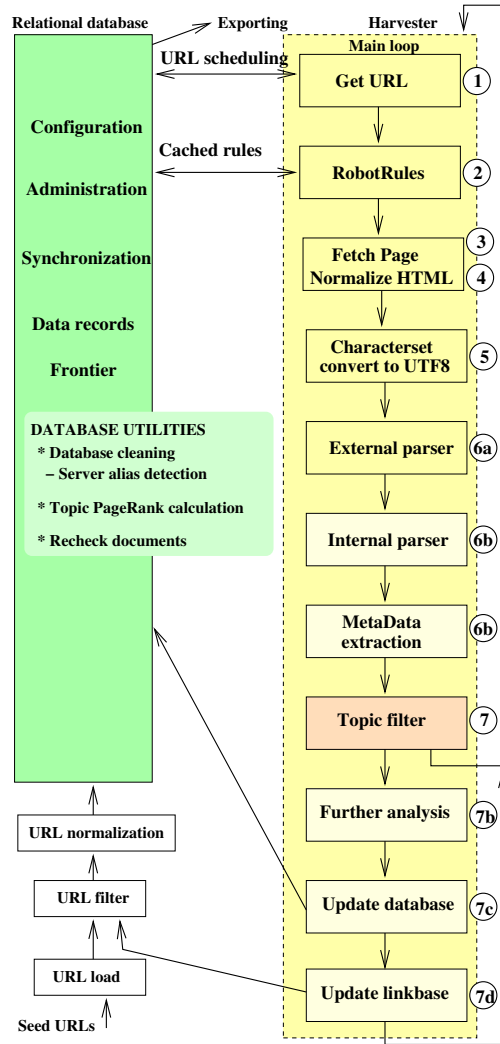 Relational database
Exporting
Harvester
URL scheduling
Main loop
Get URL
1
Configuration
Cached rules
Administration
RobotRules
2
Synchronization
Fetch Page
Normalize HTML
3
4
Data records
Frontier
Characterset
convert to UTF8
5
DATABASE UTILITIES
* Database cleaning
– Server alias detection
* Topic PageRank calculation
* Recheck documents
External parser
6a
Internal parser
6b
MetaData
extraction
6b
Topic filter
7
Further analysis
7b
Update database
7c
Update linkbase
7d
URL normalization
URL filter
URL load
Seed URLs